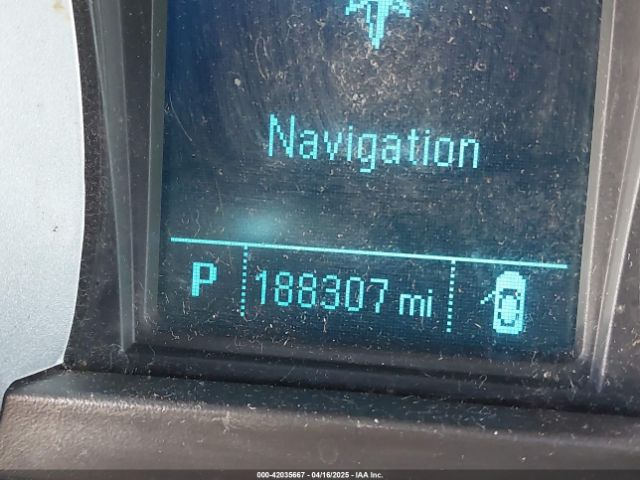 Navigation
P 188307 mi
000-42035667 - 04/16/2025 - IAA Inc.